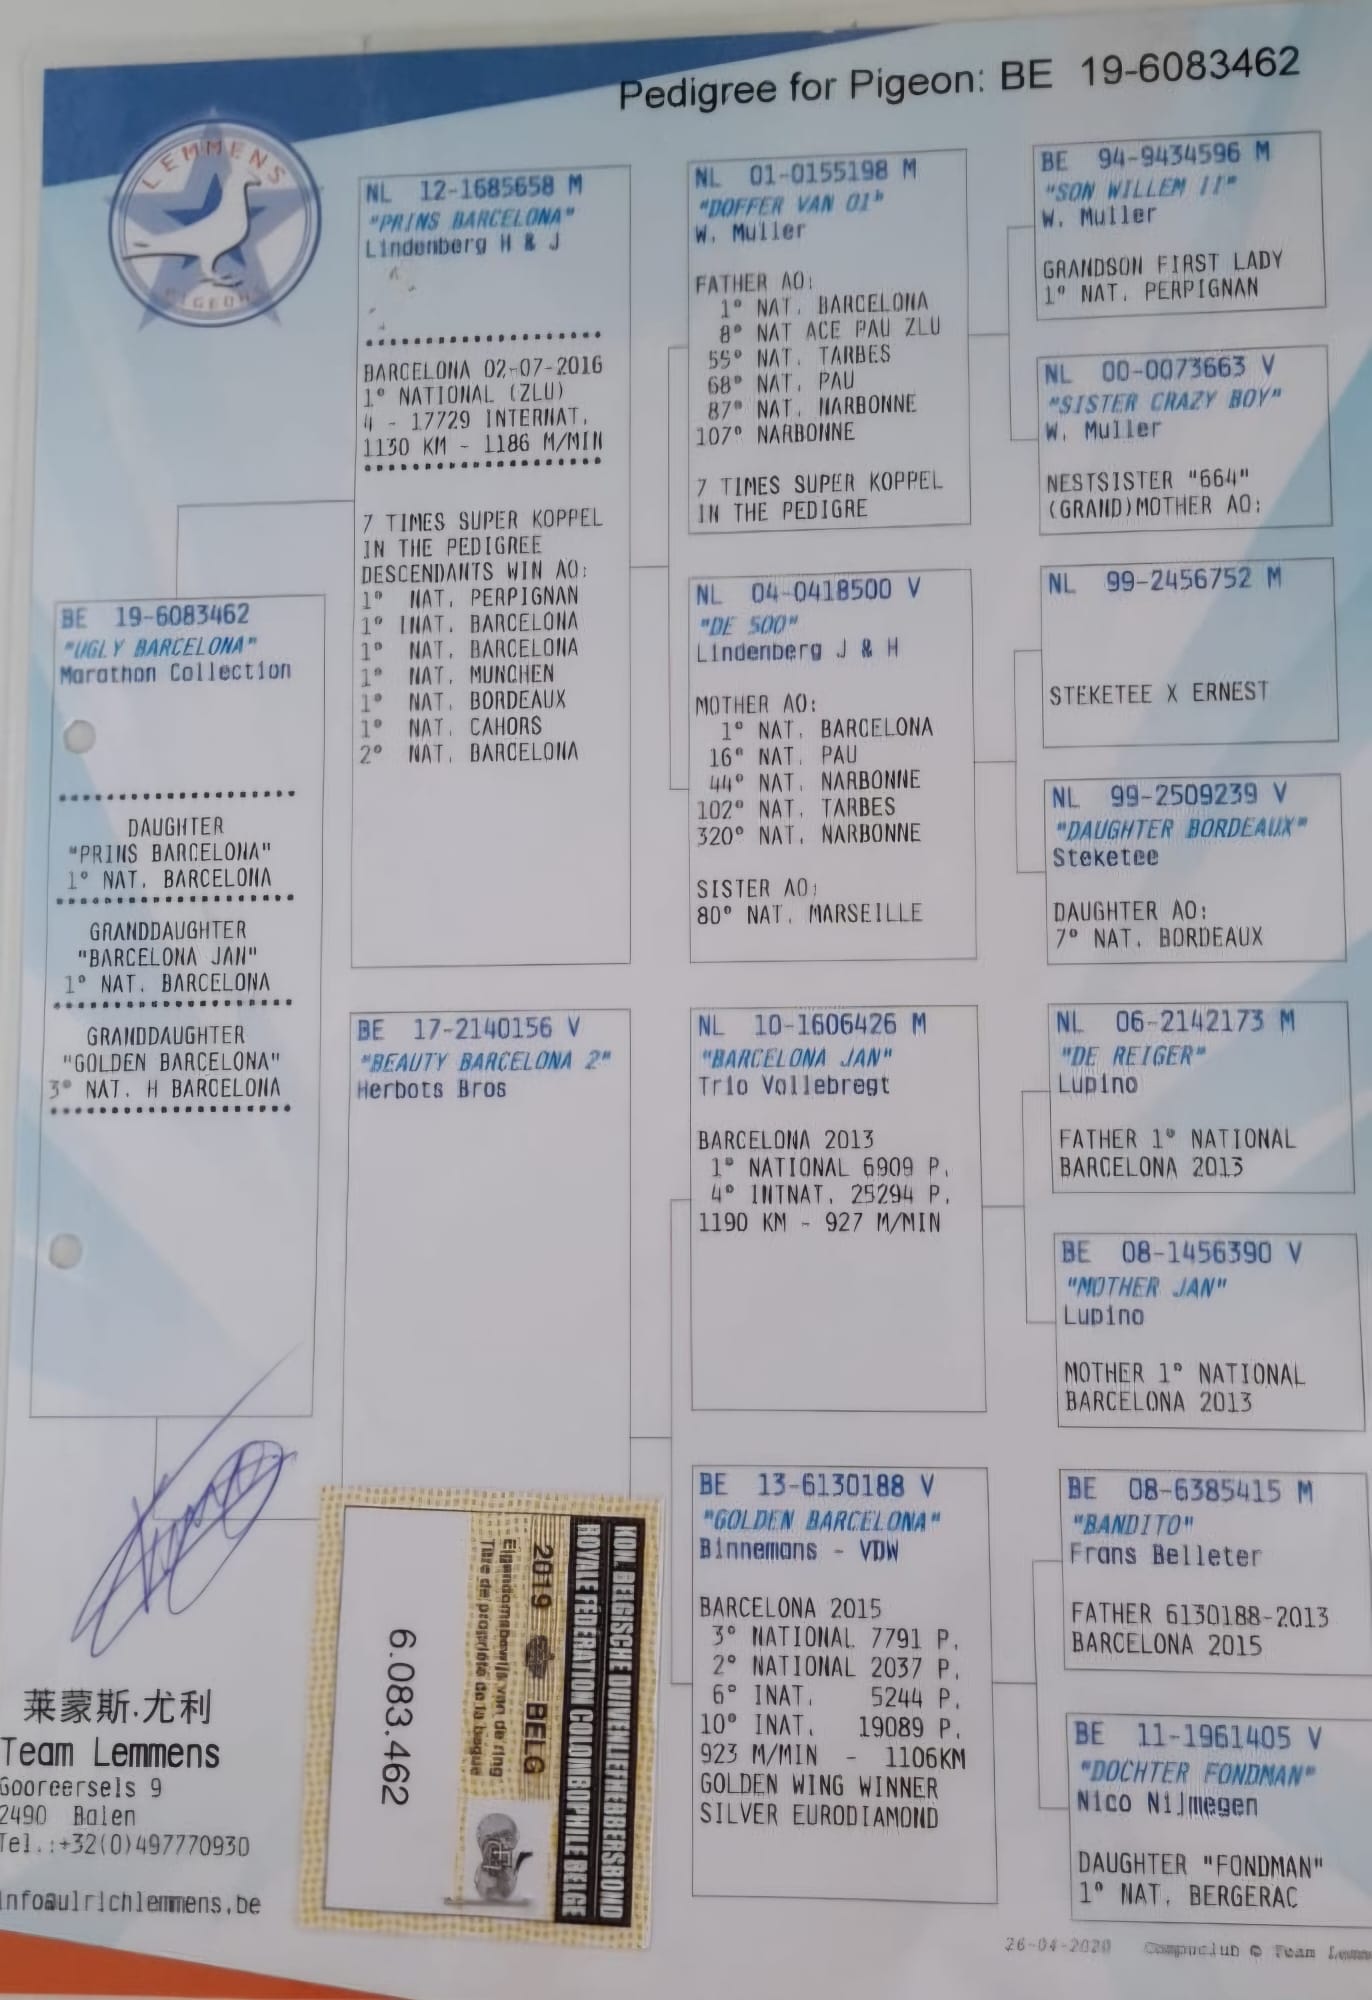 Pedigree for Pigeon: BE 19-6083462
LEMMENS
PIGEONS
BE 19-6083462
"UGLY BARCELONA"
Marathon Collection
DAUGHTER
"PRINS BARCELONA"
1° NAT. BARCELONA
GRANDDAUGHTER
"BARCELONA JAN"
1° NAT. BARCELONA
GRANDDAUGHTER
"GOLDEN BARCELONA"
3° NAT. H BARCELONA
NL 12-1685658 M
"PRINS BARCELONA"
Lindenberg H & J
BARCELONA 02-07-2016
1° NATIONAL (ZLU)
4 - 17729 INTERNAT.
1130 KM - 1186 M/MIN
7 TIMES SUPER KOPPEL
IN THE PEDIGREE
DESCENDANTS WIN AO:
1° NAT. PERPIGNAN
1° INAT. BARCELONA
1° NAT. BARCELONA
1° NAT. MUNCHEN
1° NAT. BORDEAUX
1° NAT. CAHORS
2° NAT. BARCELONA
BE 17-2140156 V
"BEAUTY BARCELONA 2"
Herbots Bros
NL 01-0155198 M
"DOFFER VAN 01"
W. Muller
FATHER AO:
1° NAT. BARCELONA
8° NAT ACE PAU ZLU
55° NAT. TARBES
68° NAT. PAU
87° NAT. NARBONNE
107° NARBONNE
7 TIMES SUPER KOPPEL
IN THE PEDIGRE
NL 04-0418500 V
"DE 500"
Lindenberg J & H
MOTHER AO:
1° NAT. BARCELONA
16° NAT. PAU
44° NAT. NARBONNE
102° NAT. TARBES
320° NAT. NARBONNE
SISTER AO:
80° NAT. MARSEILLE
NL 10-1606426 M
"BARCELONA JAN"
Trio Vollebregt
BARCELONA 2013
1° NATIONAL 6909 P.
4° INTNAT. 25294 P.
1190 KM - 927 M/MIN
BE 13-6130188 V
"GOLDEN BARCELONA"
Binnemans - VDW
BARCELONA 2015
3° NATIONAL 7791 P.
2° NATIONAL 2037 P.
6° INAT. 5244 P.
10° INAT. 19089 P.
923 M/MIN - 1106KM
GOLDEN WING WINNER
SILVER EURODIAMOND
BE 94-9434596 M
"SON WILLEM II"
W. Muller
GRANDSON FIRST LADY
1° NAT. PERPIGNAN
NL 00-0073663 V
"SISTER CRAZY BOY"
W. Muller
NESTSISTER "664"
(GRAND)MOTHER AO:
NL 99-2456752 M
STEKETEE X ERNEST
NL 99-2509239 V
"DAUGHTER BORDEAUX"
Steketee
DAUGHTER AO:
7° NAT. BORDEAUX
NL 06-2142173 M
"DE REIGER"
Lupino
FATHER 1° NATIONAL
BARCELONA 2013
BE 08-1456390 V
"MOTHER JAN"
Lupino
MOTHER 1° NATIONAL
BARCELONA 2013
BE 08-6385415 M
"BANDITO"
Frans Belleter
FATHER 6130188-2013
BARCELONA 2015
BE 11-1961405 V
"DOCHTER FONDMAN"
Nico Nijmegen
DAUGHTER "FONDMAN"
1° NAT. BERGERAC
KON. BELGISCHE DUIVENLIEFHEBBERSBOND
ROYALE FÉDÉRATION COLOMBOPHILE BELGE
2019 BELG
Eigendomsbewijs van de ring
Titre de propriété de la bague
6.083.462
莱蒙斯.尤利
Team Lemmens
Gooreersels 9
2490 Balen
Tel.:+32(0)497770930
info@ulrichlemmens.be
26-04-2020 Compuclub © Team